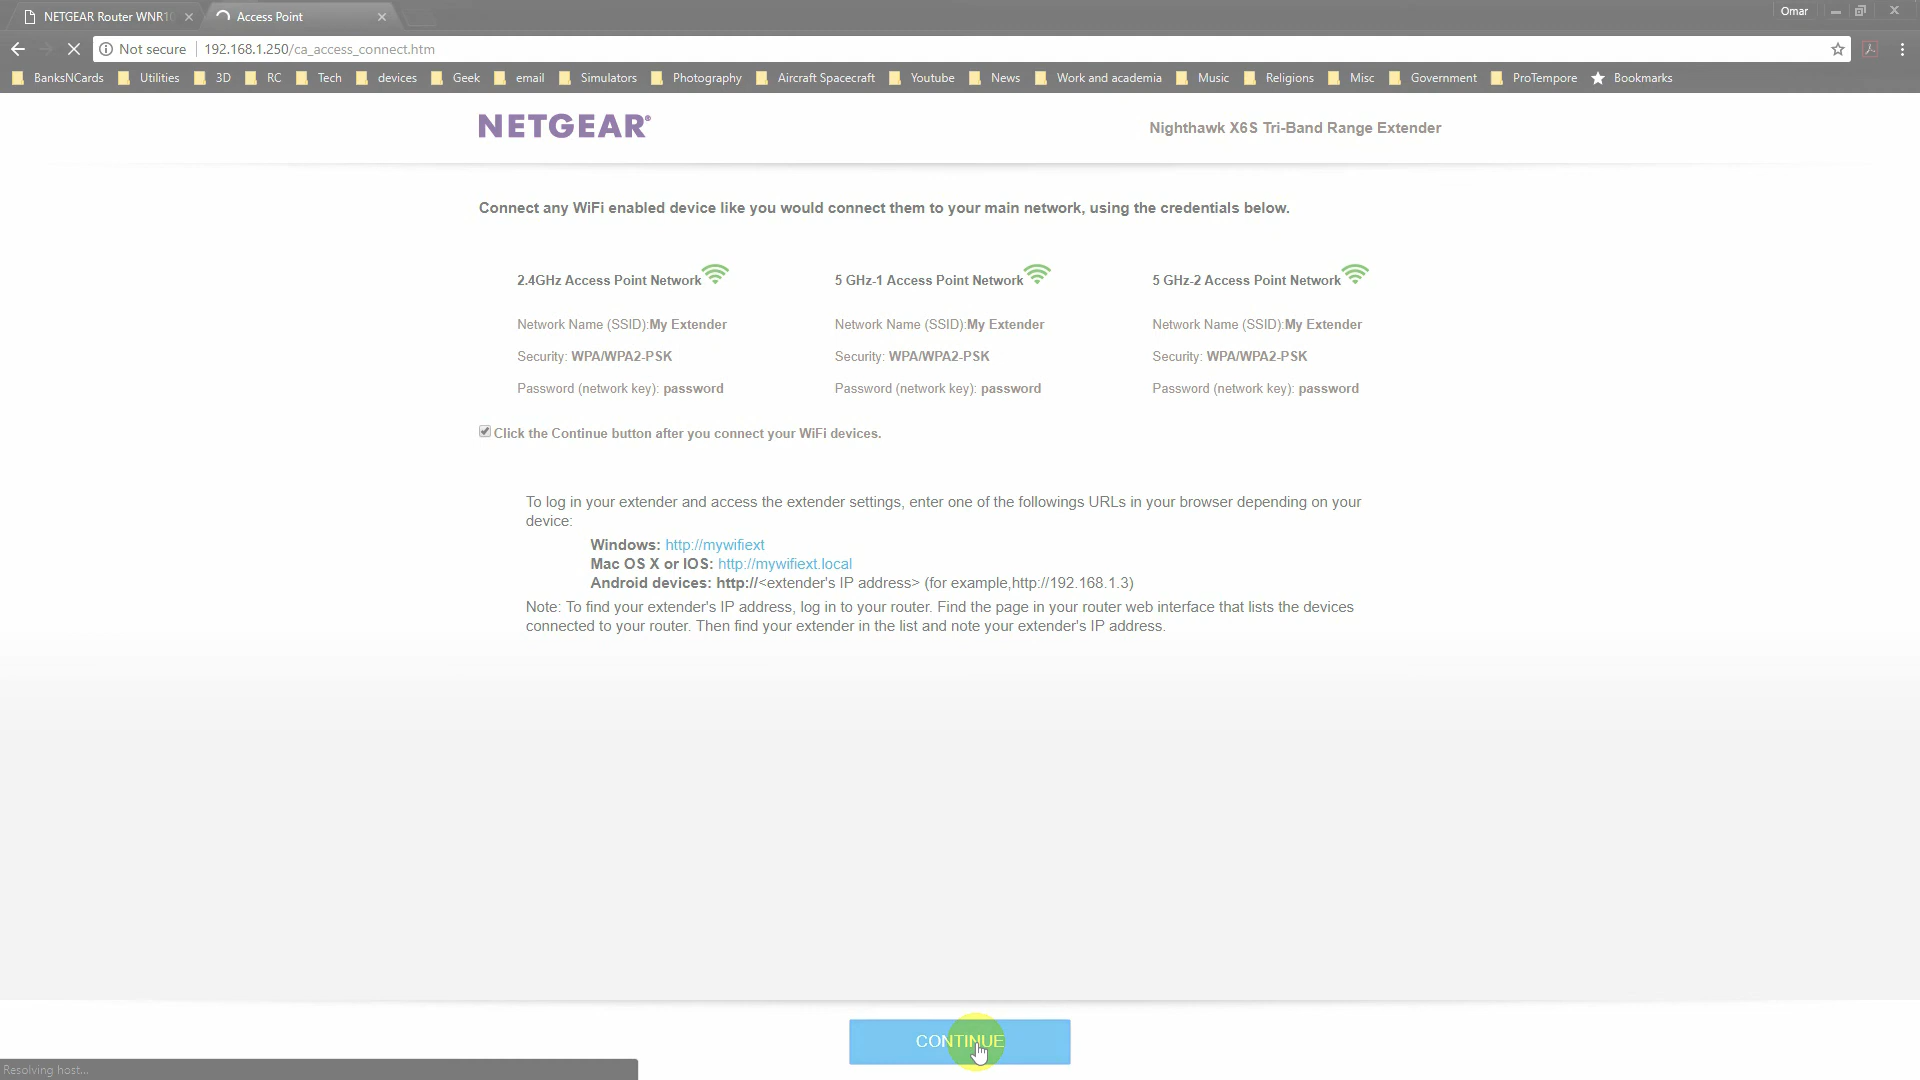 NETGEAR Router WNR10
Access Point
Omar
Not secure
192.168.1.250/ca_access_connect.htm
BanksNCards
Utilities
3D
RC
Tech
devices
Geek
email
Simulators
Photography
Aircraft Spacecraft
Youtube
News
Work and academia
Music
Religions
Misc
Government
ProTempore
Bookmarks
NETGEAR®
Nighthawk X6S Tri-Band Range Extender
Connect any WiFi enabled device like you would connect them to your main network, using the credentials below.
2.4GHz Access Point Network
Network Name (SSID):My Extender
Security: WPA/WPA2-PSK
Password (network key): password
5 GHz-1 Access Point Network
Network Name (SSID):My Extender
Security: WPA/WPA2-PSK
Password (network key): password
5 GHz-2 Access Point Network
Network Name (SSID):My Extender
Security: WPA/WPA2-PSK
Password (network key): password
Click the Continue button after you connect your WiFi devices.
To log in your extender and access the extender settings, enter one of the followings URLs in your browser depending on your
device:
Windows: http://mywifiext
Mac OS X or IOS: http://mywifiext.local
Android devices: http://<extender's IP address> (for example,http://192.168.1.3)
Note: To find your extender's IP address, log in to your router. Find the page in your router web interface that lists the devices
connected to your router. Then find your extender in the list and note your extender's IP address.
CONTINUE
Resolving host...